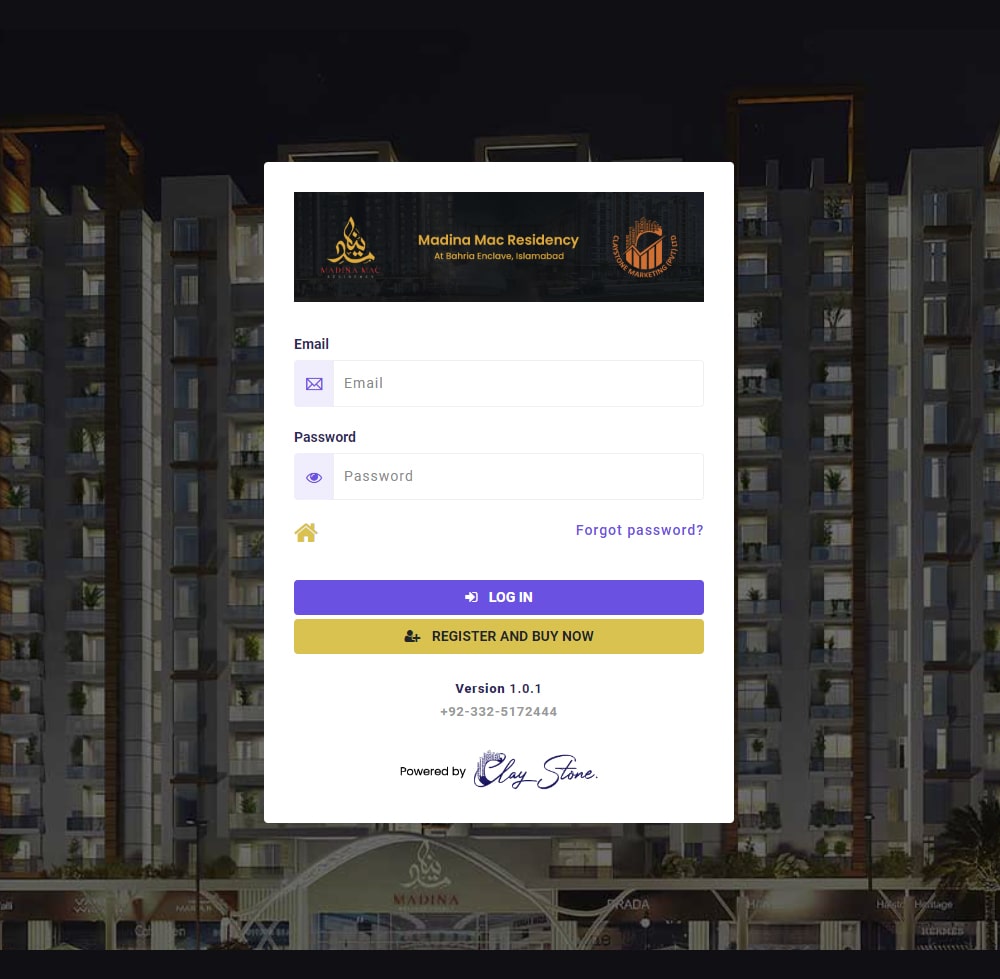 Madina Mac Residency
At Bahria Enclave, Islamabad
MADINA MAC
RESIDENCY
CLAYSTONE MARKETING (PVT) LTD
Email
Email
Password
Password
Forgot password?
LOG IN
REGISTER AND BUY NOW
Version 1.0.1
+92-332-5172444
Powered by Clay Stone.
MADINA
PRADA
Heritage
HERMES